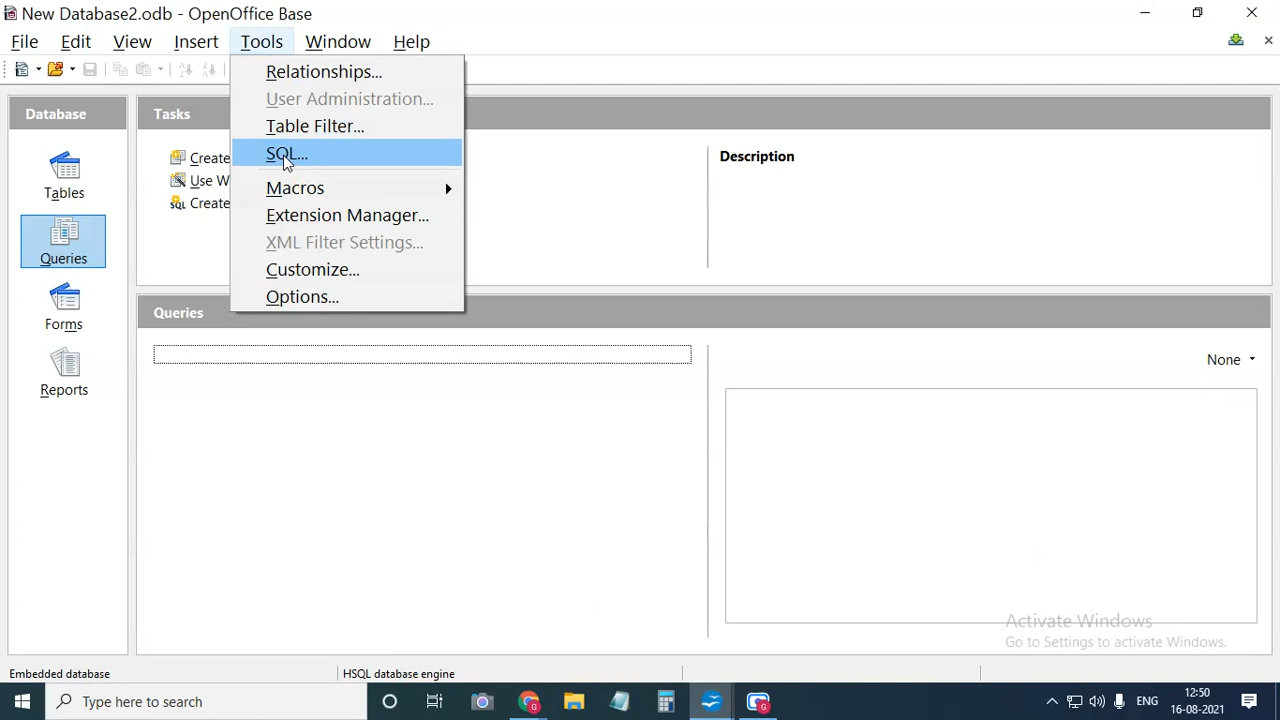 New Database2.odb - OpenOffice Base
File Edit View Insert Tools Window Help
Relationships...
User Administration...
Table Filter...
SQL...
Macros
Extension Manager...
XML Filter Settings...
Customize...
Options...
Database
Tables
Queries
Forms
Reports
Tasks
Create
Use W
SQL Create
Description
Queries
None
Activate Windows
Go to Settings to activate Windows.
Embedded database
HSQL database engine
Type here to search
ENG
12:50
16-08-2021